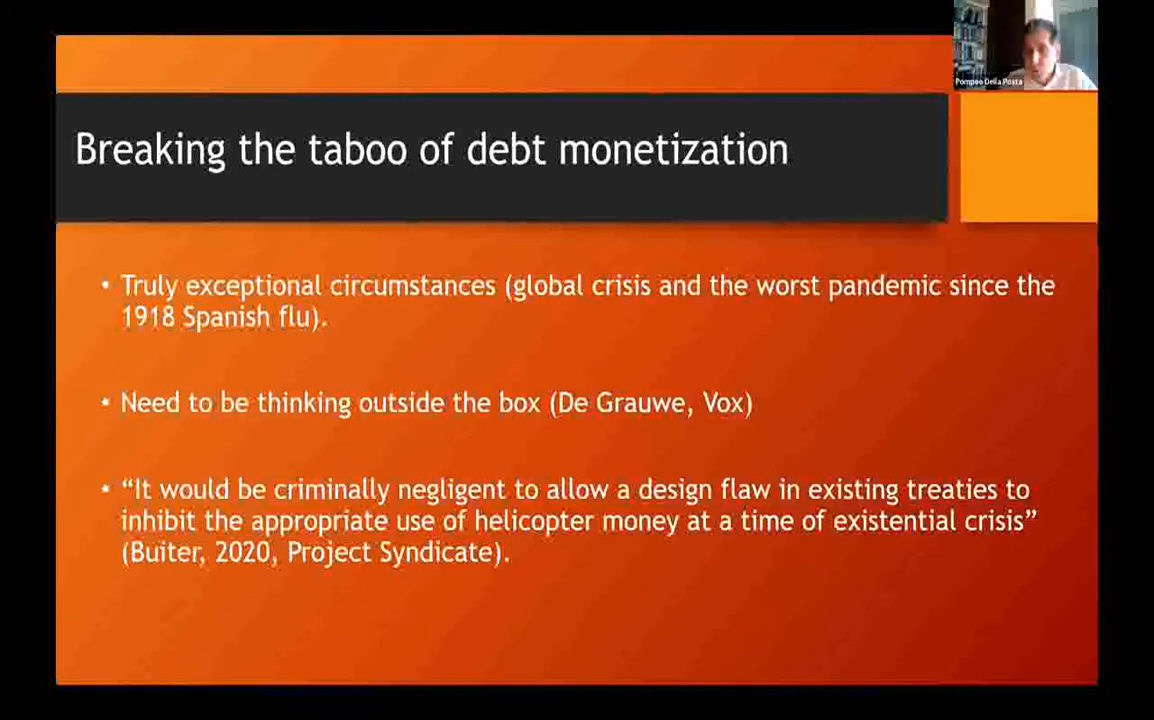 Pompeo Della Posta
Breaking the taboo of debt monetization
• Truly exceptional circumstances (global crisis and the worst pandemic since the
1918 Spanish flu).
• Need to be thinking outside the box (De Grauwe, Vox)
• “It would be criminally negligent to allow a design flaw in existing treaties to
inhibit the appropriate use of helicopter money at a time of existential crisis”
(Buiter, 2020, Project Syndicate).